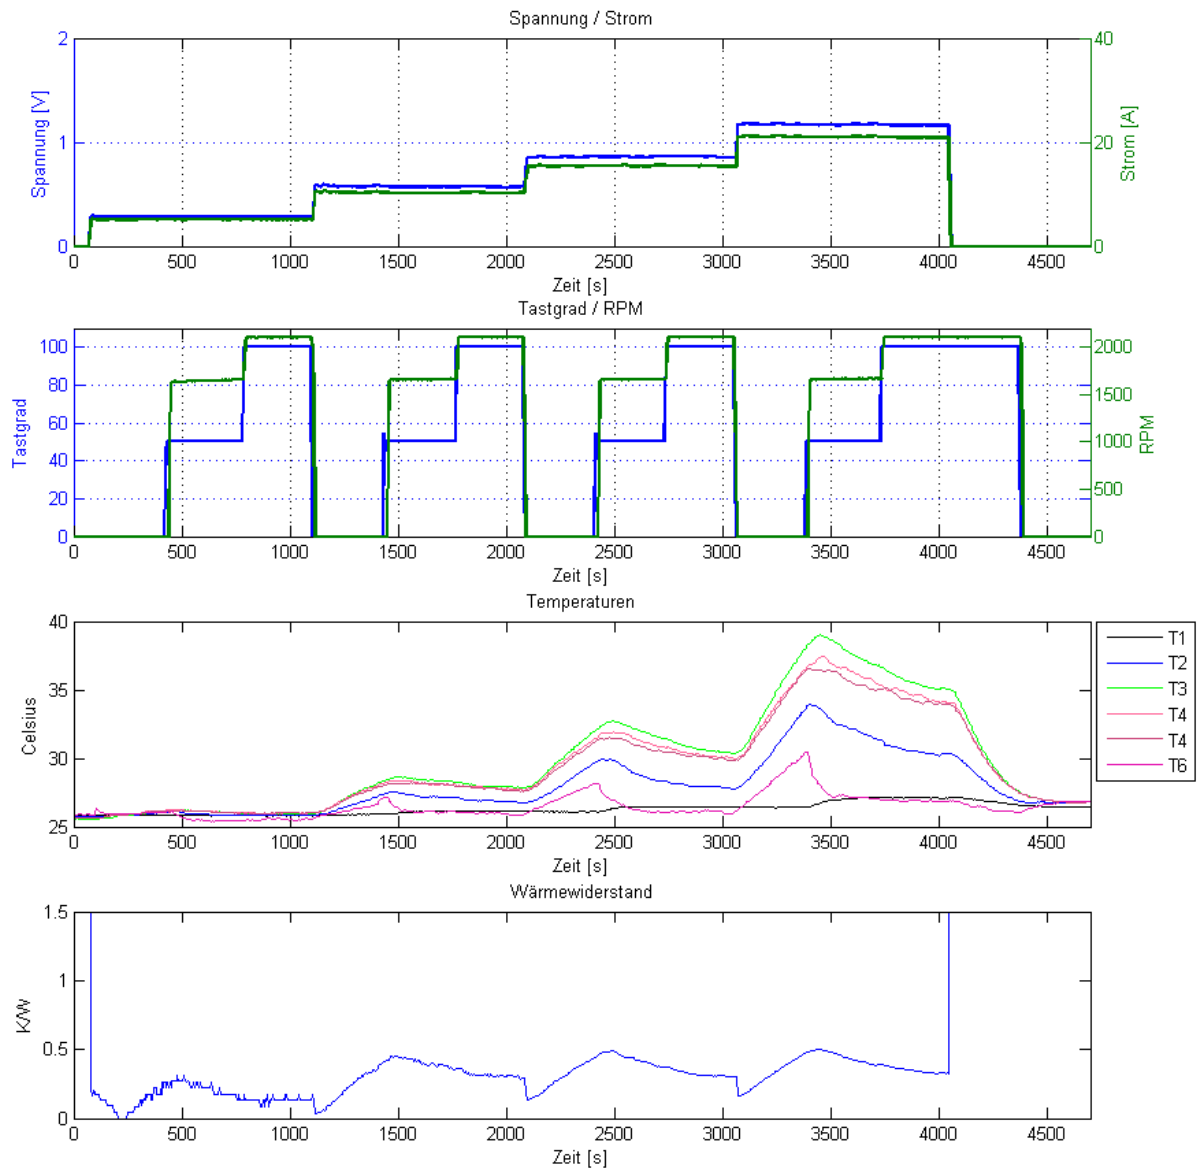 Spannung / Strom
2
1
0
Spannung [V]
40
20
0
Strom [A]
0 500 1000 1500 2000 2500 3000 3500 4000 4500
Zeit [s]
Tastgrad / RPM
100
80
60
40
20
0
Tastgrad
2000
1500
1000
500
0
RPM
0 500 1000 1500 2000 2500 3000 3500 4000 4500
Zeit [s]
Temperaturen
40
35
30
25
Celsius
T1
T2
T3
T4
T4
T6
0 500 1000 1500 2000 2500 3000 3500 4000 4500
Zeit [s]
Wärmewiderstand
1.5
1
0.5
0
K/W
0 500 1000 1500 2000 2500 3000 3500 4000 4500
Zeit [s]